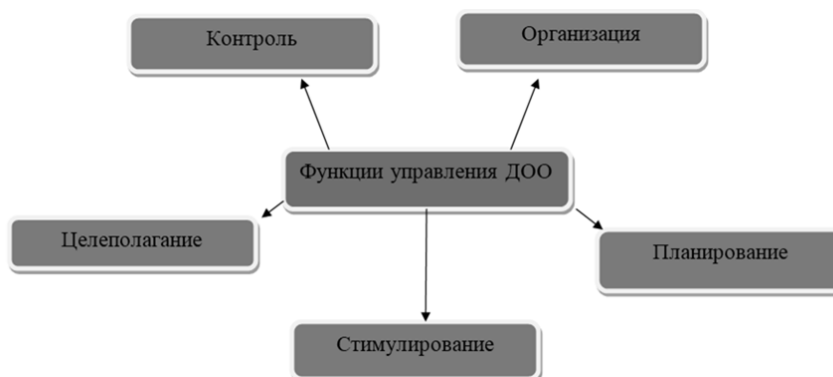 Контроль
Организация
Функции управления ДОО
Целеполагание
Планирование
Стимулирование